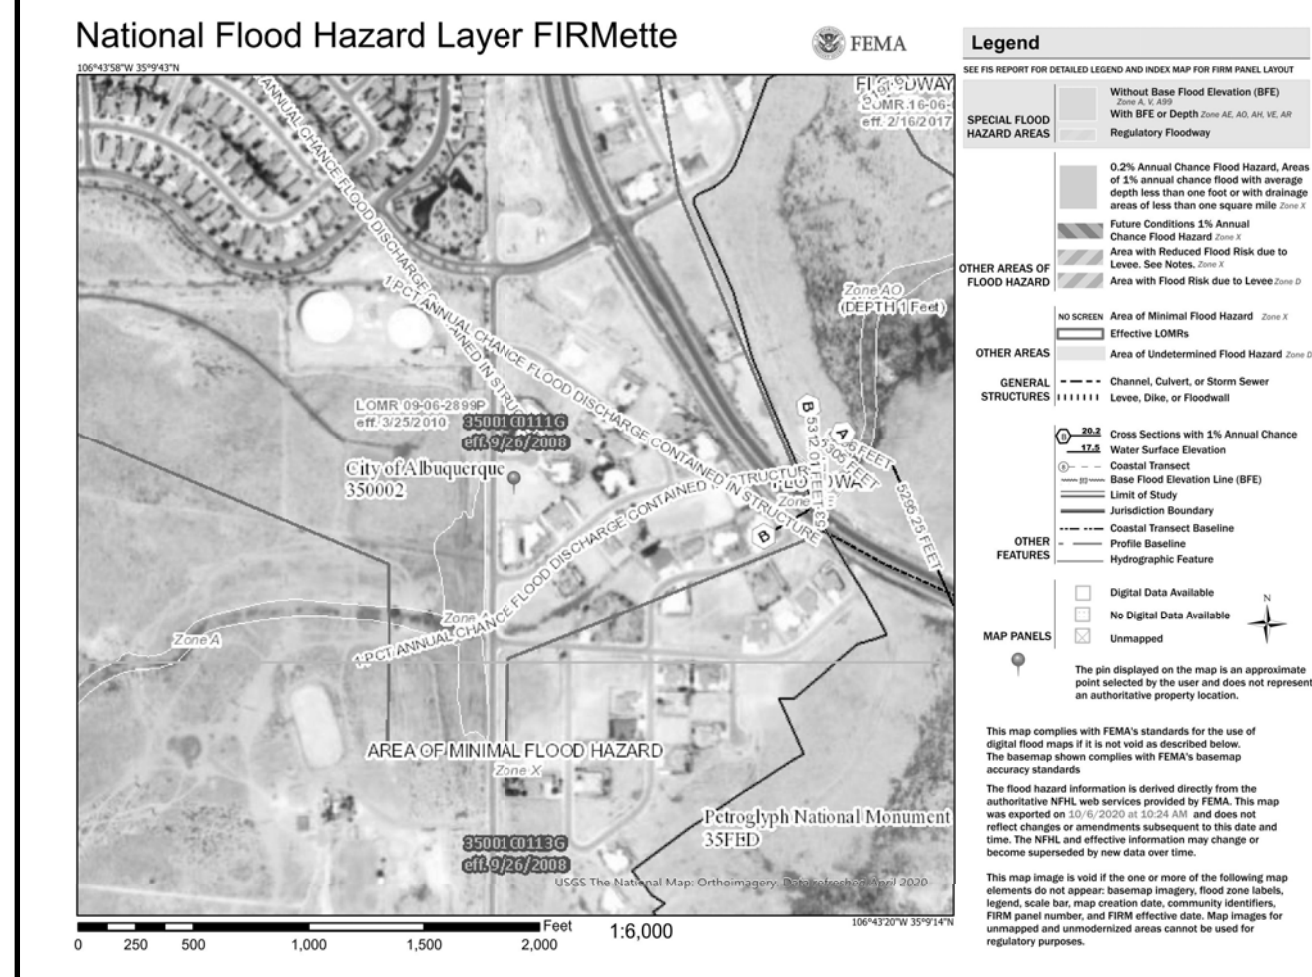 National Flood Hazard Layer FIRMette
FEMA
Legend
106°43'58"W 35°9'43"N
SEE FIS REPORT FOR DETAILED LEGEND AND INDEX MAP FOR FIRM PANEL LAYOUT
SPECIAL FLOOD
HAZARD AREAS
Without Base Flood Elevation (BFE)
Zone A, V, A99
With BFE or Depth Zone AE, AO, AH, VE, AR
Regulatory Floodway
OTHER AREAS OF
FLOOD HAZARD
0.2% Annual Chance Flood Hazard, Areas
of 1% annual chance flood with average
depth less than one foot or with drainage
areas of less than one square mile Zone X
Future Conditions 1% Annual
Chance Flood Hazard Zone X
Area with Reduced Flood Risk due to
Levee. See Notes. Zone X
Area with Flood Risk due to Levee Zone D
OTHER AREAS
NO SCREEN Area of Minimal Flood Hazard Zone X
Effective LOMRs
Area of Undetermined Flood Hazard Zone D
GENERAL
STRUCTURES
Channel, Culvert, or Storm Sewer
Levee, Dike, or Floodwall
OTHER
FEATURES
B 20.2 Cross Sections with 1% Annual Chance
17.5 Water Surface Elevation
8 Coastal Transect
513 Base Flood Elevation Line (BFE)
Limit of Study
Jurisdiction Boundary
Coastal Transect Baseline
Profile Baseline
Hydrographic Feature
MAP PANELS
Digital Data Available
No Digital Data Available
Unmapped
N
The pin displayed on the map is an approximate
point selected by the user and does not represent
an authoritative property location.
This map complies with FEMA's standards for the use of
digital flood maps if it is not void as described below.
The basemap shown complies with FEMA's basemap
accuracy standards
The flood hazard information is derived directly from the
authoritative NFHL web services provided by FEMA. This map
was exported on 10/6/2020 at 10:24 AM and does not
reflect changes or amendments subsequent to this date and
time. The NFHL and effective information may change or
become superseded by new data over time.
This map image is void if the one or more of the following map
elements do not appear: basemap imagery, flood zone labels,
legend, scale bar, map creation date, community identifiers,
FIRM panel number, and FIRM effective date. Map images for
unmapped and unmodernized areas cannot be used for
regulatory purposes.
LOMR 16-06-
eff. 2/16/2017
ANNUAL CHANCE FLOOD DISCHARGE CONTAINED IN STRUC
1 PCT ANNUAL CHANCE FLOOD DISCHARGE CONTAINED IN STRUCTURE
Zone AO
(DEPTH 1 Feet)
LOMR 09-06-2899P
eff. 3/25/2010
35001C0111G
eff. 9/26/2008
City of Albuquerque
350002
B
A
5295.25 FEET
Zone
B
1 PCT ANNUAL CHANCE FLOOD DISCHARGE CONTAINED STRUCTUR
Zone A
Zone A
AREA OF MINIMAL FLOOD HAZARD
Zone X
Petroglyph National Monument
35FED
35001C0113G
eff. 9/26/2008
USGS The National Map: Orthoimagery. Data refreshed April 2020
0 250 500 1,000 1,500 2,000 Feet
1:6,000
106°43'20"W 35°9'14"N